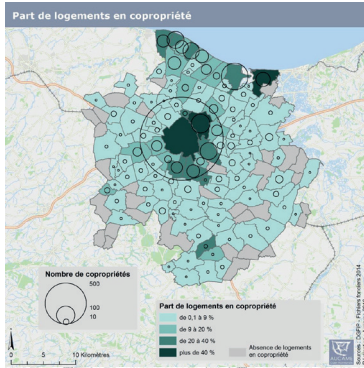 Part de logements en copropriété
Nombre de copropriétés
500
100
10
0
10
20 Kilomètres
Part de logements en copropriété
de 0,1 à 9 %
de 9 à 20 %
de 20 à 40 %
plus de 40 %
Absence de logements
en copropriété
Sources : DGFIP - Fichiers fonciers 2014